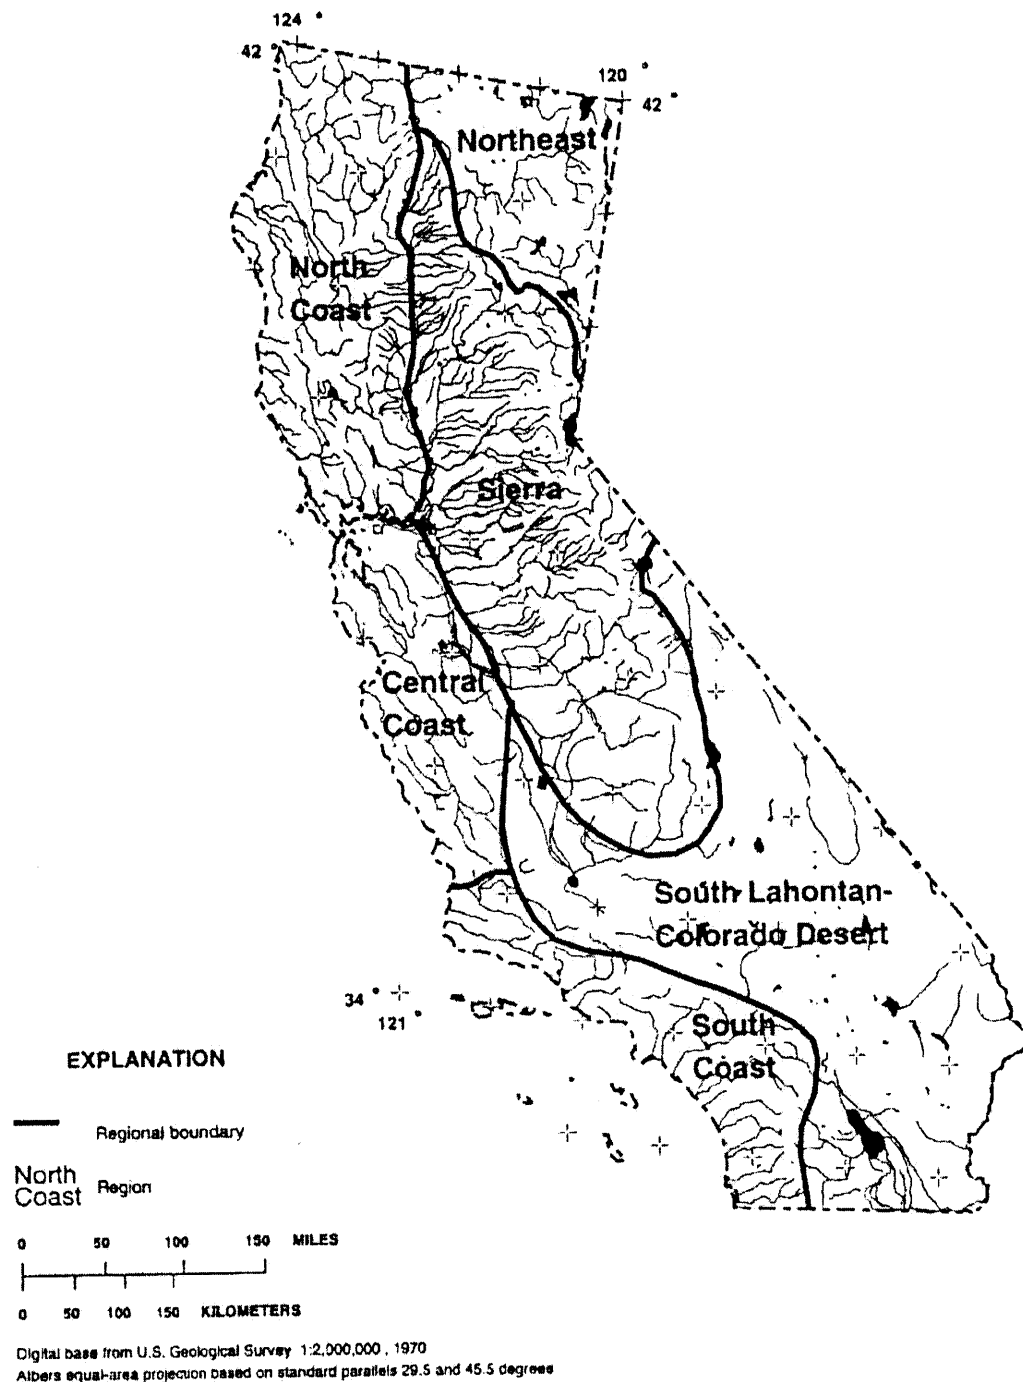 124 °
42 °
120 °
42 °
Northeast
North
Coast
Sierra
Central
Coast
South Lahontan-
Colorado Desert
34 °
121 °
South
Coast
EXPLANATION
Regional boundary
North
Coast
Region
0 50 100 150 MILES
0 50 100 150 KILOMETERS
Digital base from U.S. Geological Survey 1:2,000,000 , 1970
Albers equal-area projection based on standard parallels 29.5 and 45.5 degrees